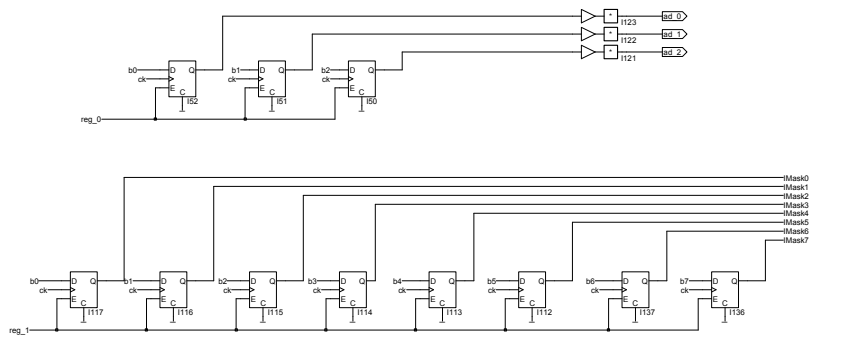 ad_0
* I123
ad_1
* I122
ad_2
* I121
b0 D Q b1 D Q b2 D Q
ck ck ck
E E E
C C C
I52 I51 I50
reg_0
IMask0
IMask1
IMask2
IMask3
IMask4
IMask5
IMask6
IMask7
b0 D Q b1 D Q b2 D Q b3 D Q b4 D Q b5 D Q b6 D Q b7 D Q
ck ck ck ck ck ck ck ck
E E E E E E E E
C C C C C C C C
I117 I116 I115 I114 I113 I112 I137 I136
reg_1